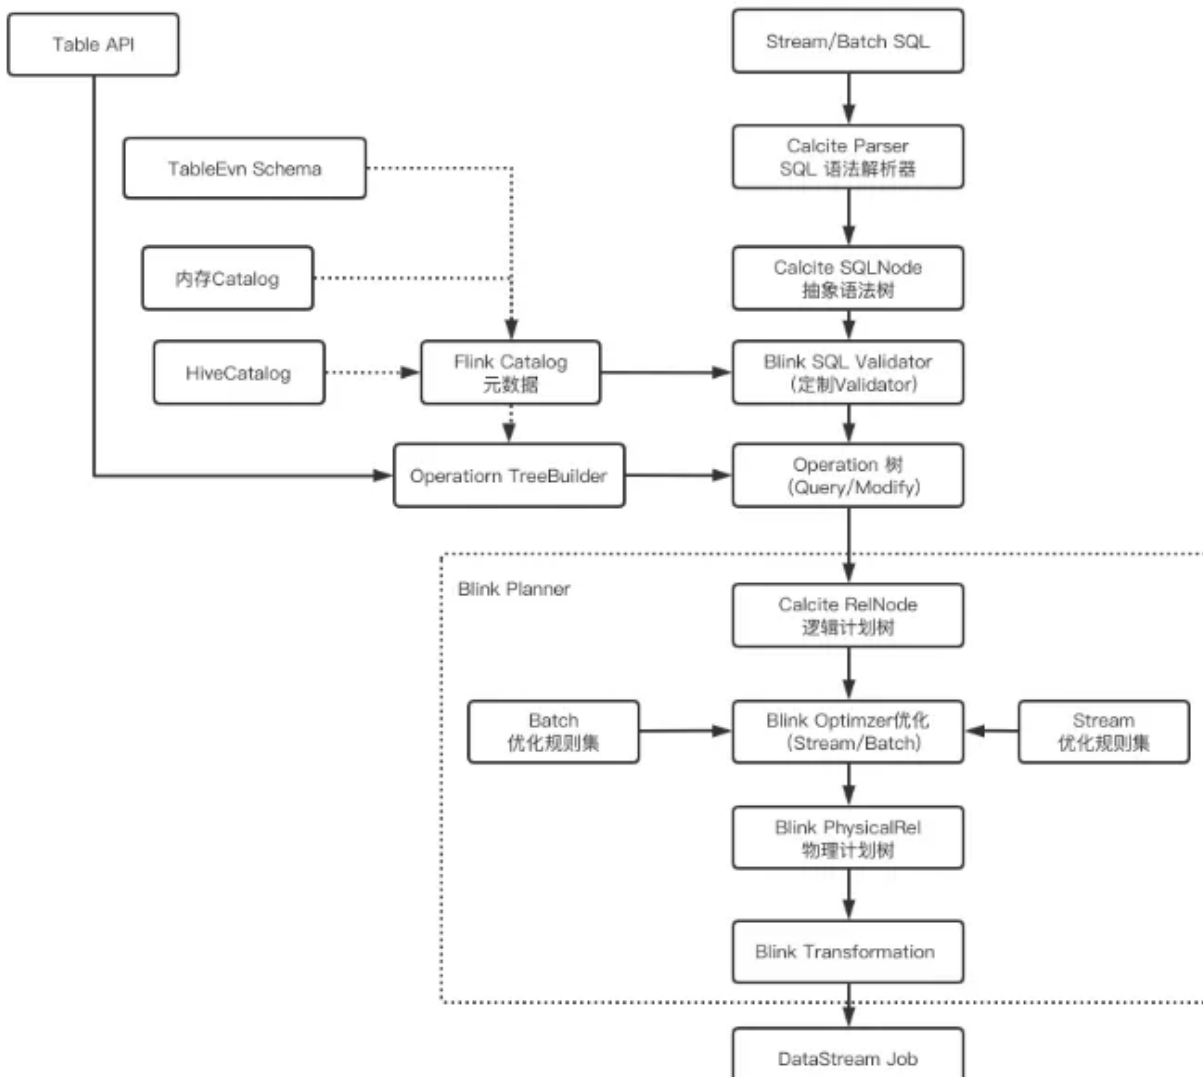 Table API
Stream/Batch SQL
Calcite Parser
SQL 语法解析器
TableEvn Schema
内存Catalog
Calcite SQLNode
抽象语法树
HiveCatalog
Flink Catalog
元数据
Blink SQL Validator
（定制Validator）
Operatiorn TreeBuilder
Operation 树
（Query/Modify）
Blink Planner
Calcite RelNode
逻辑计划树
Batch
优化规则集
Blink Optimzer优化
（Stream/Batch）
Stream
优化规则集
Blink PhysicalRel
物理计划树
Blink Transformation
DataStream Job